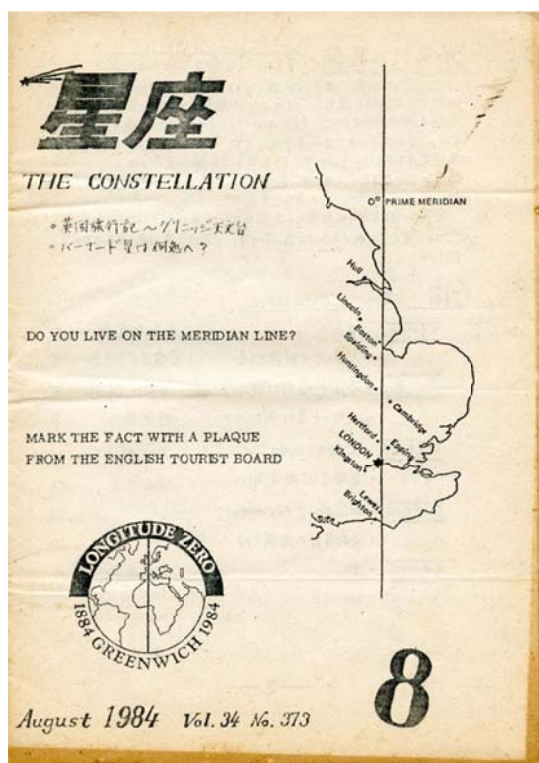 星座
THE CONSTELLATION
。英国旅行記～グリニッジ天文台
。バーナード星は何処へ?
DO YOU LIVE ON THE MERIDIAN LINE?
MARK THE FACT WITH A PLAQUE
FROM THE ENGLISH TOURIST BOARD
0° PRIME MERIDIAN
Hull
Lincoln
Boston
Spalding
Huntingdon
Cambridge
Hertford
Epping
LONDON
Kingston
Lewes
Brighton
LONGITUDE ZERO
1884 GREENWICH 1984
8
August 1984 Vol. 34 No. 373